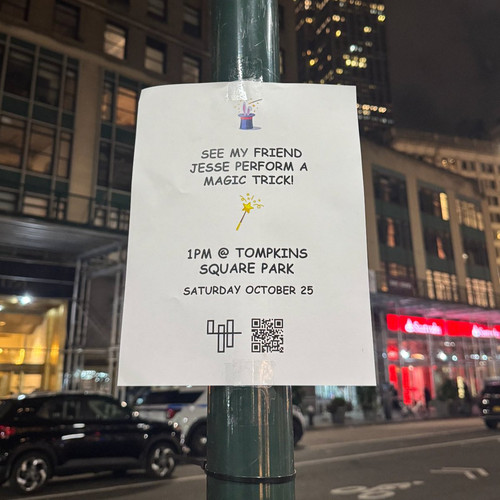 SEE MY FRIEND
JESSE PERFORM A
MAGIC TRICK!
1PM @ TOMPKINS
SQUARE PARK
SATURDAY OCTOBER 25